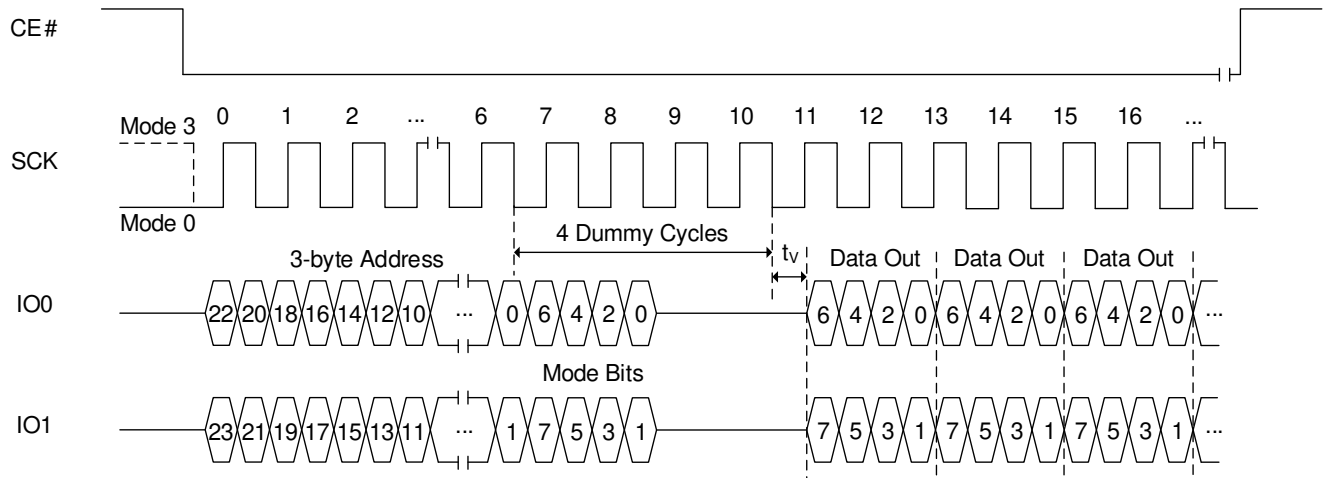 CE#
0 1 2 ... 6 7 8 9 10 11 12 13 14 15 16 ...
Mode 3
SCK
Mode 0
4 Dummy Cycles
tV
3-byte Address
Data Out Data Out Data Out
IO0
22 20 18 16 14 12 10 ... 0 6 4 2 0 6 4 2 0 6 4 2 0 6 4 2 0 ...
Mode Bits
IO1
23 21 19 17 15 13 11 ... 1 7 5 3 1 7 5 3 1 7 5 3 1 7 5 3 1 ...